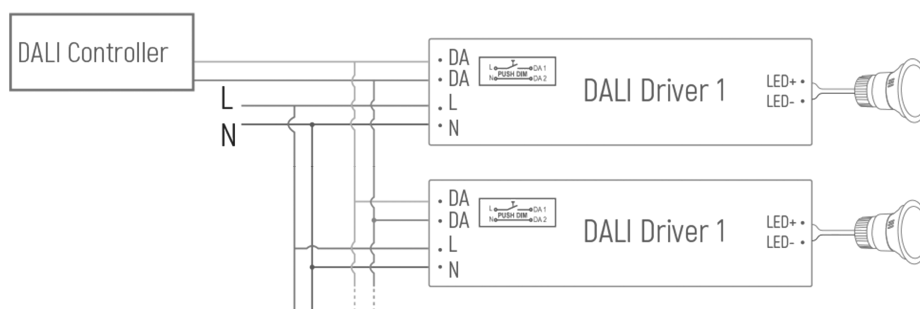 DALI Controller
L
N
DA
DA
L
N
L DA 1
PUSH DIM
N DA 2
DALI Driver 1
LED+
LED-
DA
DA
L
N
L DA 1
PUSH DIM
N DA 2
DALI Driver 1
LED+
LED-